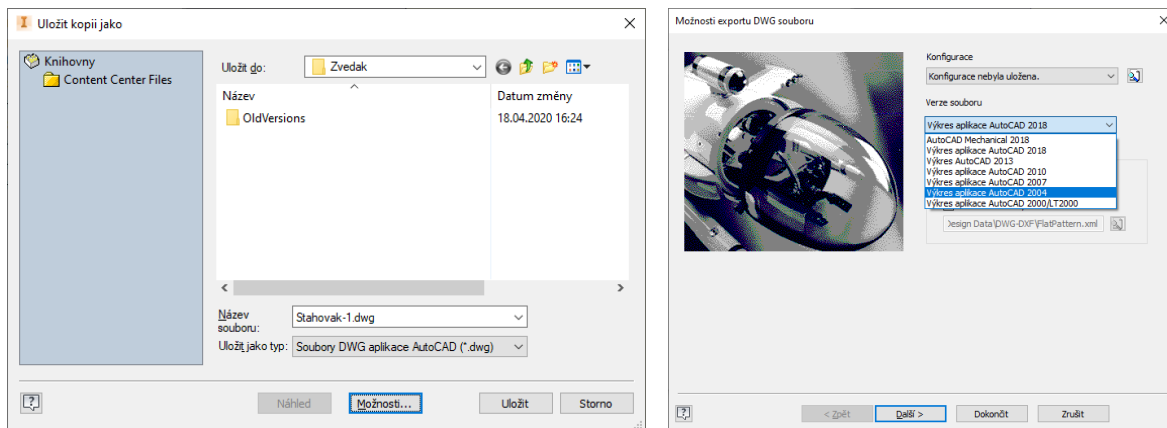 Uložit kopii jako
Knihovny
Content Center Files
Uložit do:
Zvedak
Název
Datum změny
OldVersions
18.04.2020 16:24
Název souboru:
Stahovak-1.dwg
Uložit jako typ:
Soubory DWG aplikace AutoCAD (*.dwg)
Náhled
Možnosti...
Uložit
Storno
Možnosti exportu DWG souboru
Konfigurace
Konfigurace nebyla uložena.
Verze souboru
Výkres aplikace AutoCAD 2018
AutoCAD Mechanical 2018
Výkres aplikace AutoCAD 2018
Výkres AutoCAD 2013
Výkres aplikace AutoCAD 2010
Výkres aplikace AutoCAD 2007
Výkres aplikace AutoCAD 2004
Výkres aplikace AutoCAD 2000/LT2000
Design Data\DWG-DXF\FlatPattern.xml
< Zpět
Další >
Dokončit
Zrušit